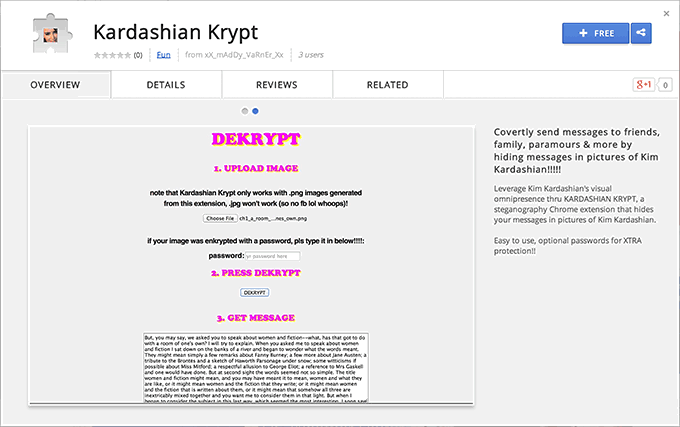 Kardashian Krypt
(0) Fun from xX_mAdDy_VaRnEr_Xx 3 users
FREE
OVERVIEW DETAILS REVIEWS RELATED
g+1 0
DEKRYPT
1. UPLOAD IMAGE
note that Kardashian Krypt only works with .png images generated
from this extension, .jpg won't work (so no fb lol whoops)!
Choose File ch1_a_room_...ncs_own.png
if your image was enkrypted with a password, pls type it in below!!!!:
password: yr password here
2. PRESS DEKRYPT
DEKRYPT
3. GET MESSAGE
But, you may say, we asked you to speak about women and fiction--what, has that got to do
with a room of one's own? I will try to explain. When you asked me to speak about women
and fiction I sat down on the banks of a river and began to wonder what the words meant.
They might mean simply a few remarks about Fanny Burney; a few more about Jane Austen; a
tribute to the Brontës and a sketch of Haworth Parsonage under snow; some witticisms if
possible about Miss Mitford; a respectful allusion to George Eliot; a reference to Mrs Gaskell
and one would have done. But at second sight the words seemed not so simple. The title
women and fiction might mean, and you may have meant it to mean, women and what they
are like, or it might mean women and the fiction that they write; or it might mean women
and the fiction that is written about them, or it might mean that somehow all three are
inextricably mixed together and you want me to consider them in that light. But when I
began to consider the subject in this last way, which seemed the most interesting, I soon saw
Covertly send messages to friends,
family, paramours & more by
hiding messages in pictures of Kim
Kardashian!!!!!
Leverage Kim Kardashian's visual
omnipresence thru KARDASHIAN KRYPT, a
steganography Chrome extension that hides
your messages in pictures of Kim Kardashian.
Easy to use, optional passwords for XTRA
protection!!